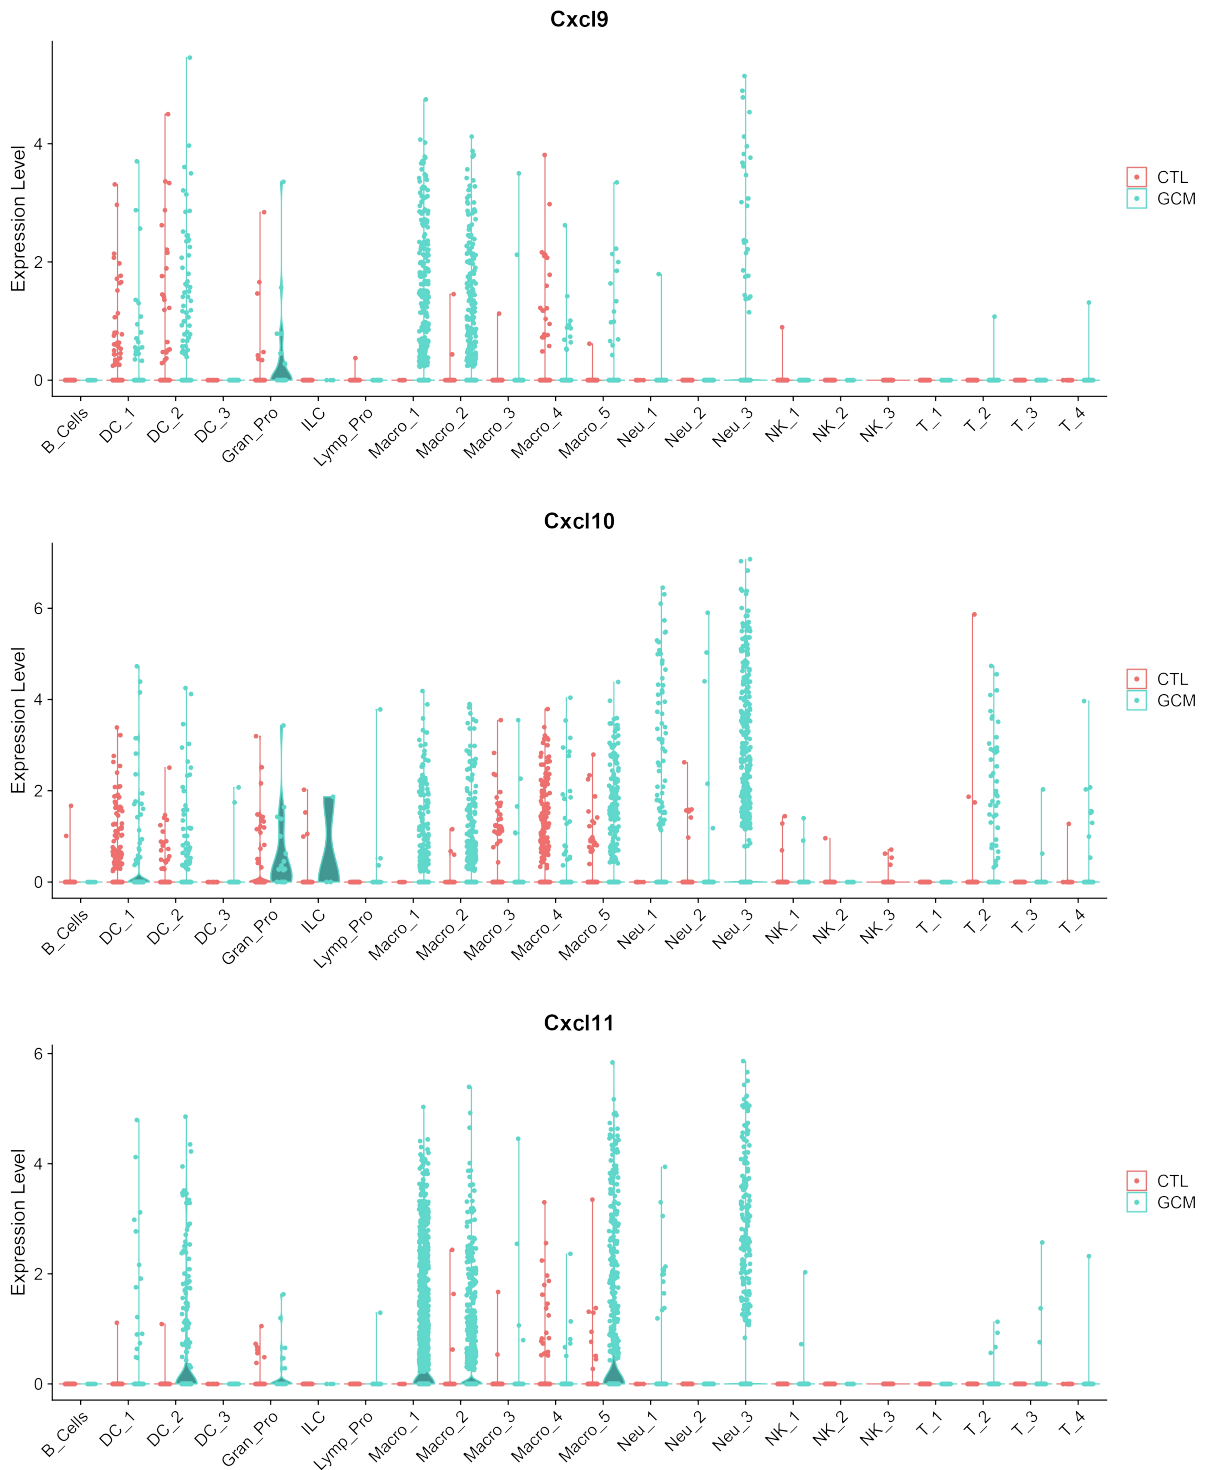 Cxcl9
Expression Level
4
2
0
B_Cells
DC_1
DC_2
DC_3
Gran_Pro
ILC
Lymp_Pro
Macro_1
Macro_2
Macro_3
Macro_4
Macro_5
Neu_1
Neu_2
Neu_3
NK_1
NK_2
NK_3
T_1
T_2
T_3
T_4
CTL
GCM
Cxcl10
Expression Level
6
4
2
0
B_Cells
DC_1
DC_2
DC_3
Gran_Pro
ILC
Lymp_Pro
Macro_1
Macro_2
Macro_3
Macro_4
Macro_5
Neu_1
Neu_2
Neu_3
NK_1
NK_2
NK_3
T_1
T_2
T_3
T_4
CTL
GCM
Cxcl11
Expression Level
6
4
2
0
B_Cells
DC_1
DC_2
DC_3
Gran_Pro
ILC
Lymp_Pro
Macro_1
Macro_2
Macro_3
Macro_4
Macro_5
Neu_1
Neu_2
Neu_3
NK_1
NK_2
NK_3
T_1
T_2
T_3
T_4
CTL
GCM